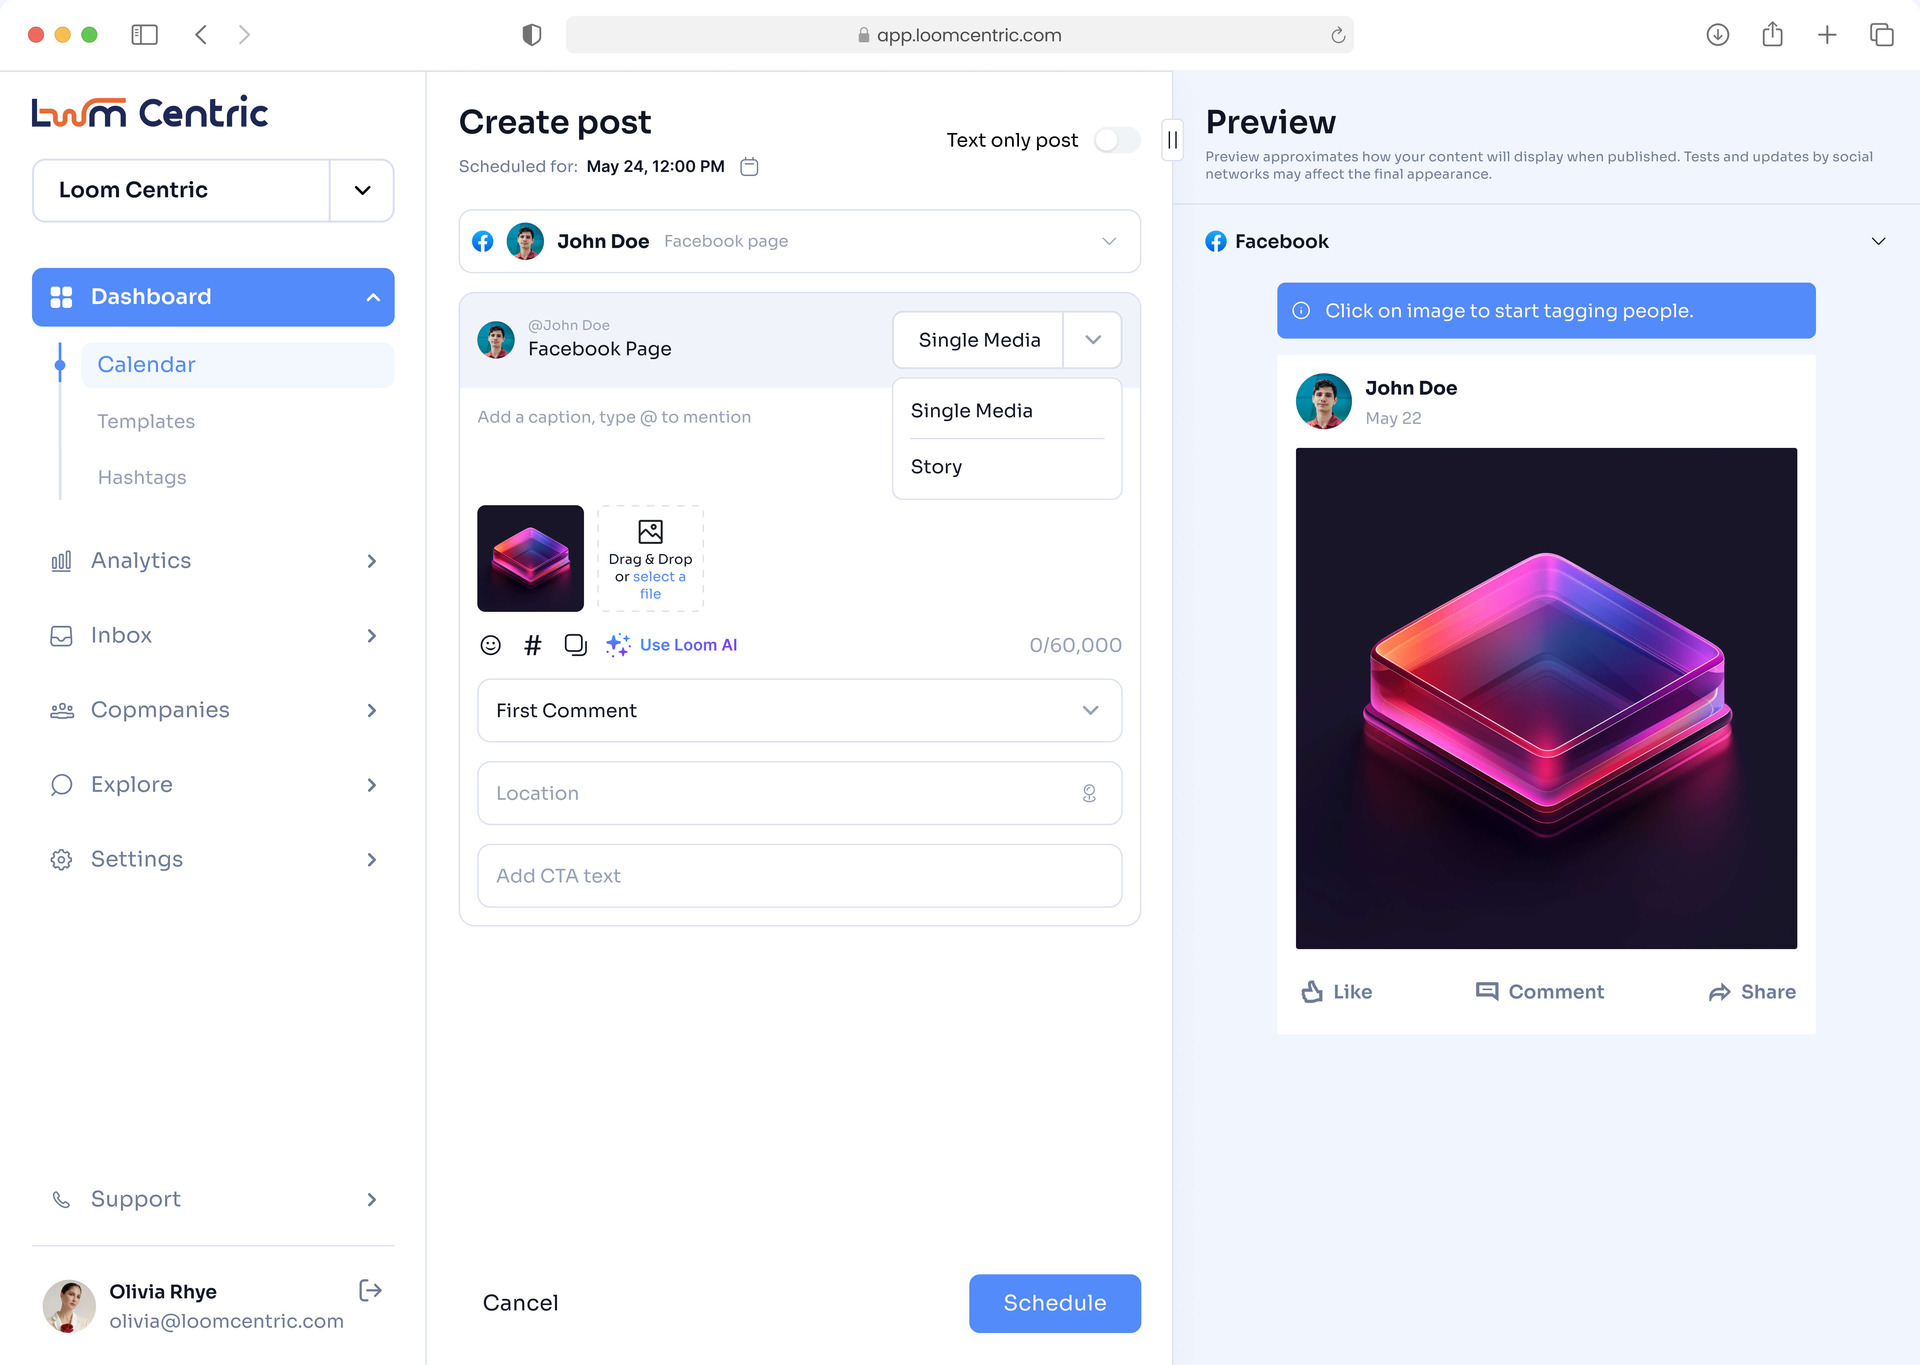 app.loomcentric.com
Loom Centric
Loom Centric
Dashboard
Calendar
Templates
Hashtags
Analytics
Inbox
Copmpanies
Explore
Settings
Support
Olivia Rhye
olivia@loomcentric.com
Create post
Scheduled for: May 24, 12:00 PM
Text only post
John Doe Facebook page
@John Doe
Facebook Page
Single Media
Single Media
Story
Add a caption, type @ to mention
Drag & Drop
or select a
file
Use Loom AI
0/60,000
First Comment
Location
Add CTA text
Cancel
Schedule
Preview
Preview approximates how your content will display when published. Tests and updates by social
networks may affect the final appearance.
Facebook
Click on image to start tagging people.
John Doe
May 22
Like
Comment
Share